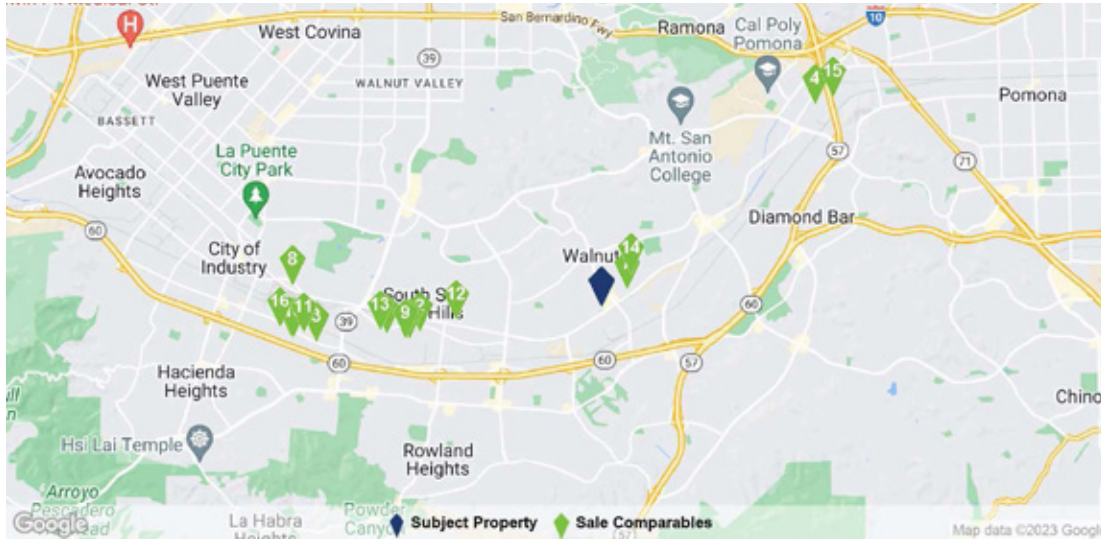 West Covina
San Bernardino Fwy
Ramona
Cal Poly
Pomona
10
H
39
15
4
West Puente
Valley
WALNUT VALLEY
Pomona
BASSETT
Mt. San
Antonio
College
57
La Puente
City Park
71
Avocado
Heights
Diamond Bar
60
City of
Industry
8
14
Walnut
16
11
3
39
13
9
2
12
South S
Hills
60
60
60
57
Hacienda
Heights
Chino
Hsi Lai Temple
Rowland
Heights
Arroyo
Pescadero
ead
La Habra
Heights
Powder
Canyon
57
Google
Subject Property
Sale Comparables
Map data ©2023 Google